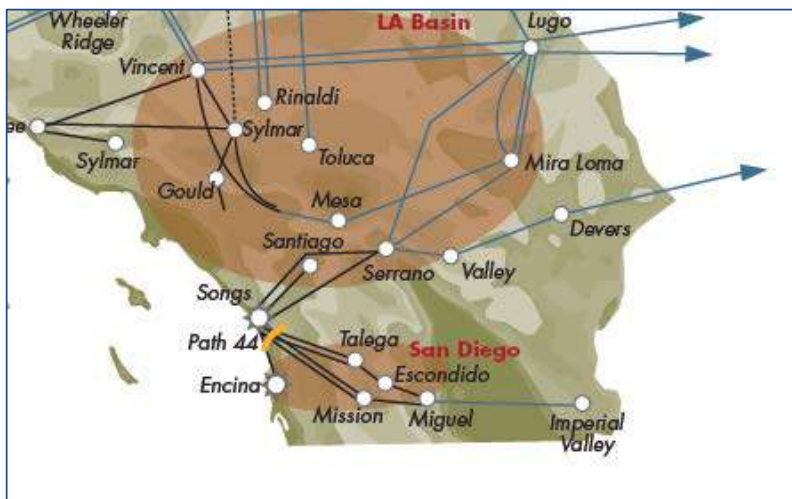 Wheeler
Ridge
LA Basin
Lugo
Vincent
Rinaldi
ee
Sylmar
Sylmar
Toluca
Mira Loma
Gould
Mesa
Devers
Santiago
Serrano
Valley
Songs
Path 44
Talega
San Diego
Escondido
Encina
Mission
Miguel
Imperial
Valley